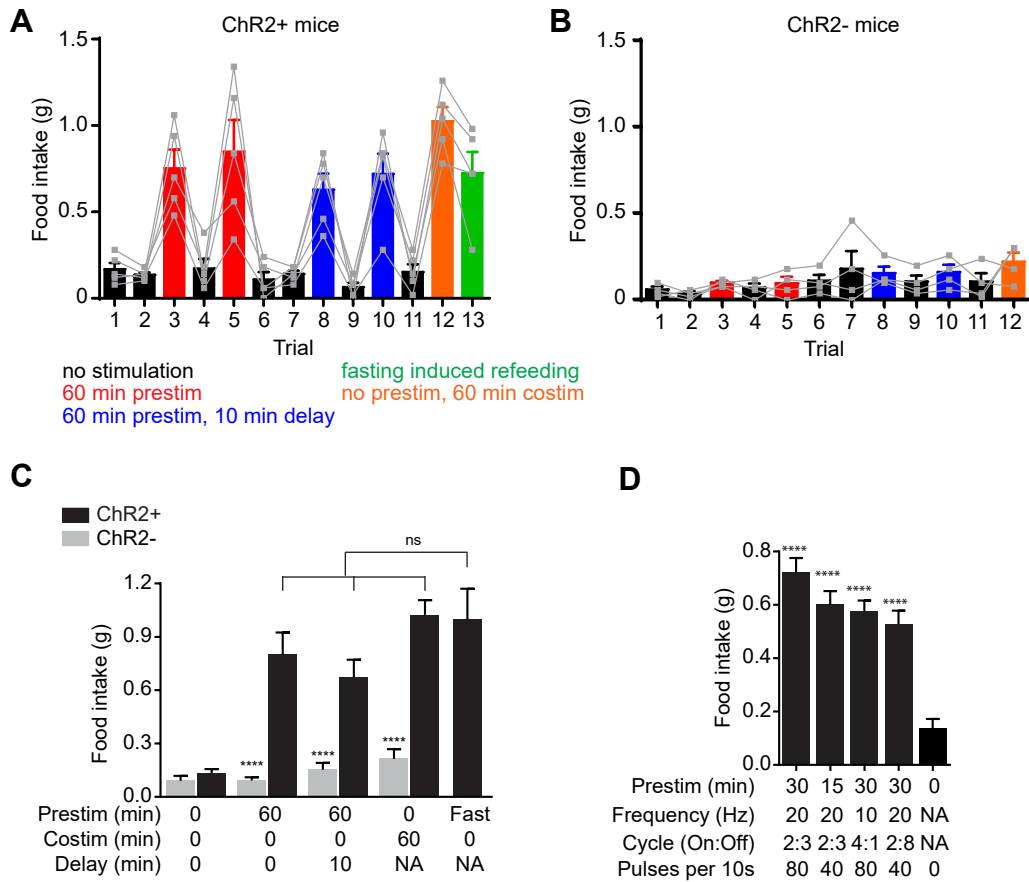 A
ChR2+ mice
Food intake (g)
1.5
1.0
0.5
0
1 2 3 4 5 6 7 8 9 10 11 12 13
Trial
B
ChR2- mice
Food intake (g)
1.5
1.0
0.5
0
1 2 3 4 5 6 7 8 9 10 11 12
Trial
no stimulation
fasting induced refeeding
60 min prestim
no prestim, 60 min costim
60 min prestim, 10 min delay
C
ChR2+
ChR2-
ns
Food intake (g)
1.2
0.9
0.6
0.3
0.0
**** **** ****
Prestim (min) 0 60 60 0 Fast
Costim (min) 0 0 0 60 0
Delay (min) 0 0 10 NA NA
D
Food intake (g)
0.8
0.6
0.4
0.2
0.0
**** **** **** ****
Prestim (min) 30 15 30 30 0
Frequency (Hz) 20 20 10 20 NA
Cycle (On:Off) 2:3 2:3 4:1 2:8 NA
Pulses per 10s 80 40 80 40 0